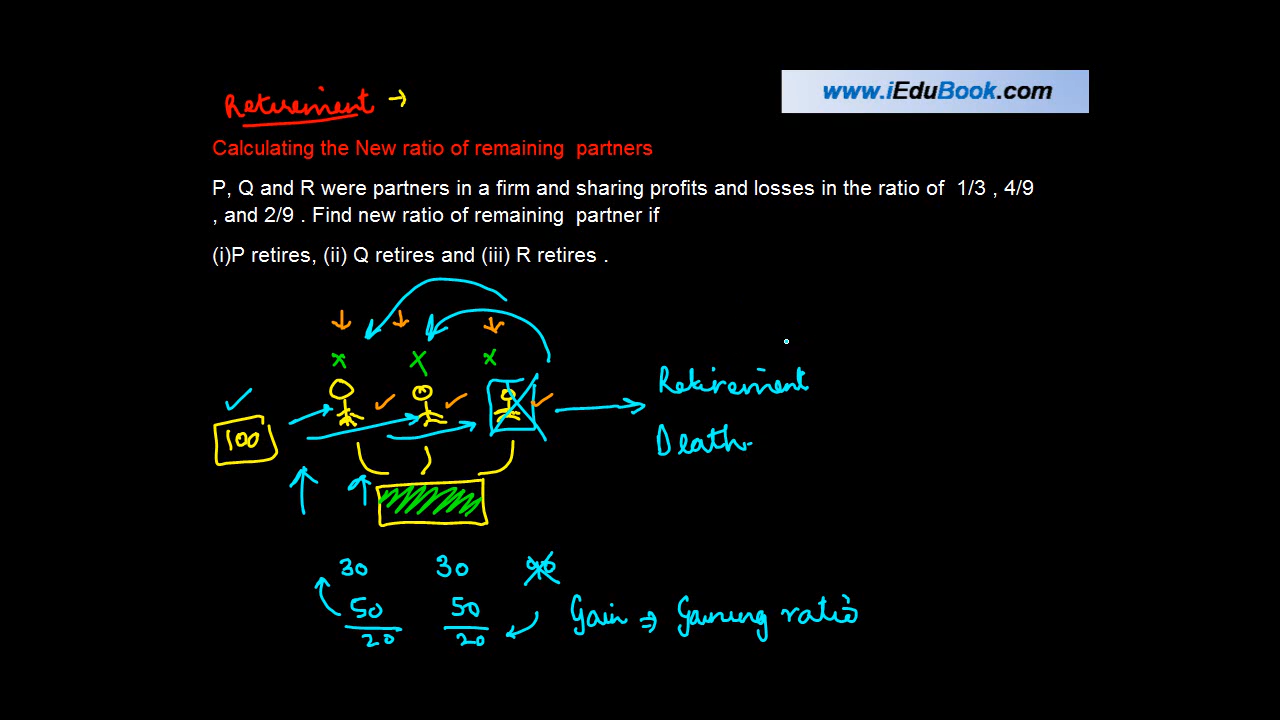 Retirement →
www.iEduBook.com
Calculating the New ratio of remaining partners
P, Q and R were partners in a firm and sharing profits and losses in the ratio of 1/3 , 4/9
, and 2/9 . Find new ratio of remaining partner if
(i)P retires, (ii) Q retires and (iii) R retires .
x x x
Retirement
100
Death
30 30
50 50 Gain ⇒ Gaining ratio
20 20